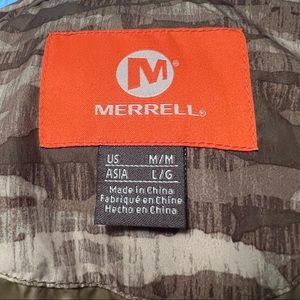 M
MERRELL®
US M/M
ASIA L/G
Made in China
Fabriqué en Chine
Hecho en China